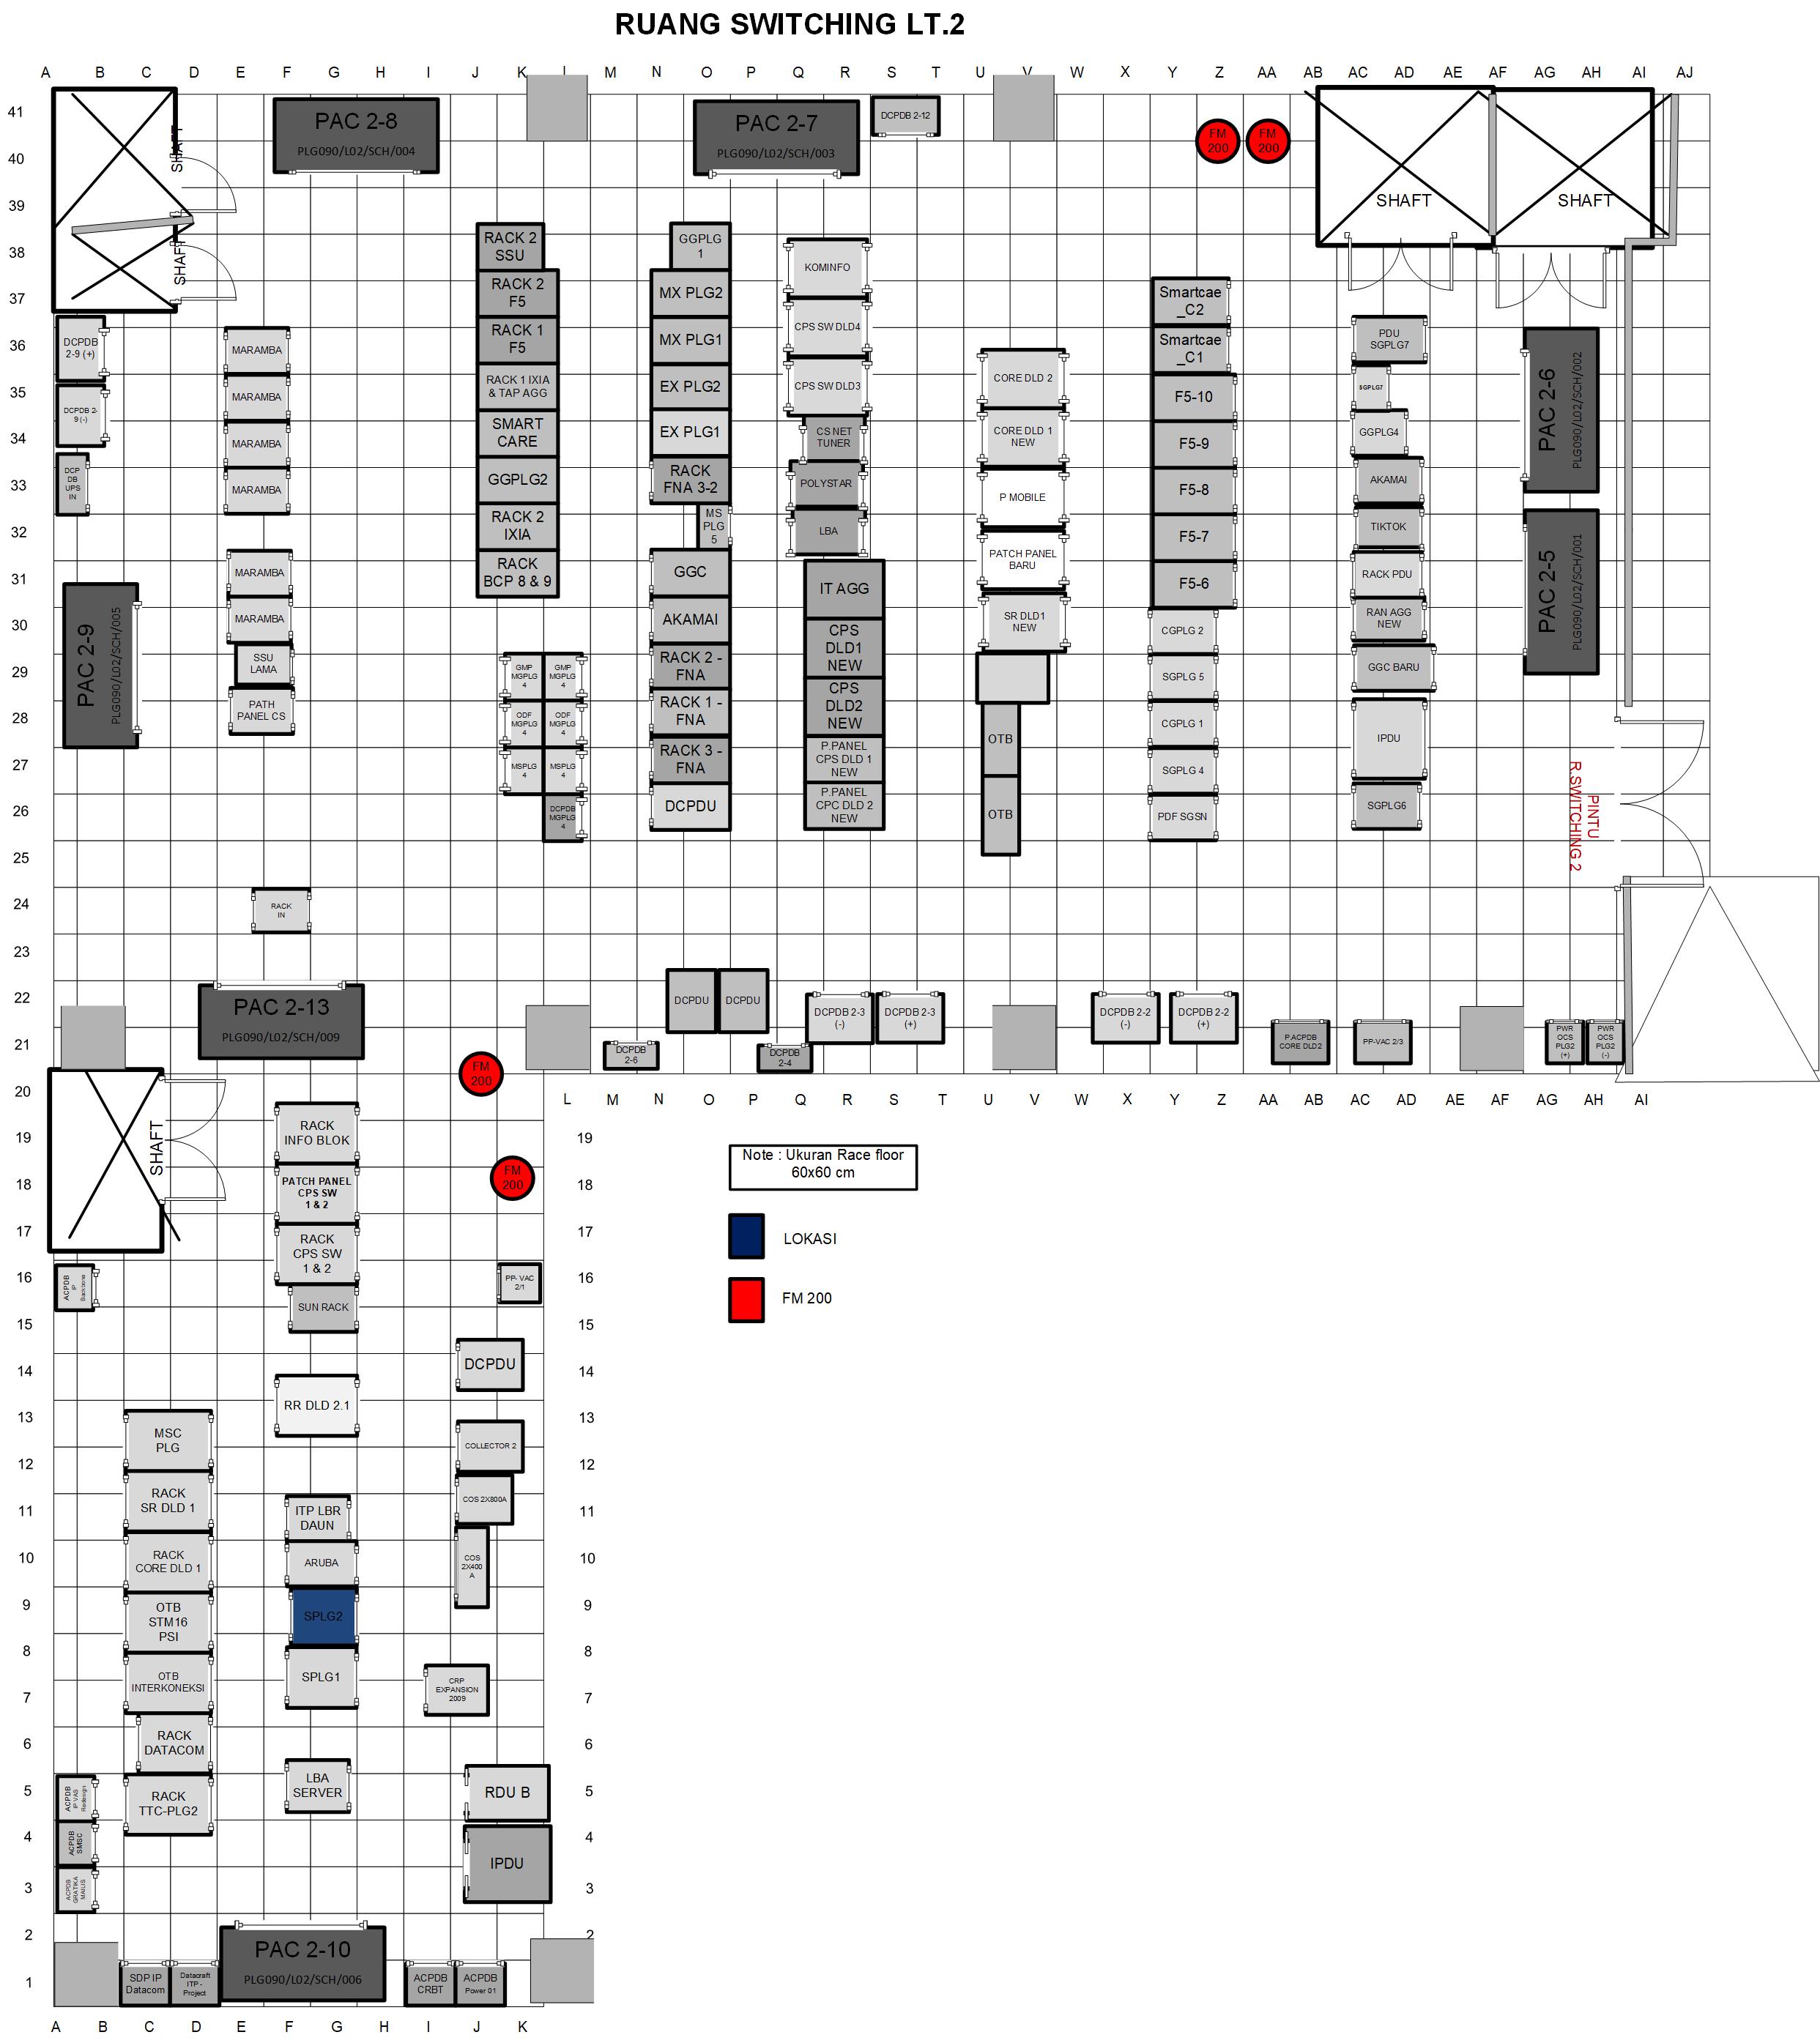 RUANG SWITCHING LT.2
A B C D E F G H I J K L M N O P Q R S T U V W X Y Z AA AB AC AD AE AF AG AH AI AJ
41
40
39
38
37
36
35
34
33
32
31
30
29
28
27
26
25
24
23
22
21
20
19
18
17
16
15
14
13
12
11
10
9
8
7
6
5
4
3
2
1
SHAFT
SHAFT
PAC 2-8
PLG090/L02/SCH/004
PAC 2-7
PLG090/L02/SCH/003
DCPDB 2-12
FM
200
FM
200
SHAFT
SHAFT
DCPDB
2-9 (+)
DCPDB 2-
9 (-)
DCP
DB
UPS
IN
PAC 2-9
PLG090/L02/SCH/005
MARAMBA
MARAMBA
MARAMBA
MARAMBA
MARAMBA
MARAMBA
SSU
LAMA
PATH
PANEL CS
RACK
IN
RACK 2
SSU
RACK 2
F5
RACK 1
F5
RACK 1 IXIA
& TAP AGG
SMART
CARE
GGPLG2
RACK 2
IXIA
RACK
BCP 8 & 9
GMP
MGPLG
4
GMP
MGPLG
4
ODF
MGPLG
4
ODF
MGPLG
4
MSPLG
4
MSPLG
4
DCPDB
MGPLG
4
GGPLG
1
MX PLG2
MX PLG1
EX PLG2
EX PLG1
RACK
FNA 3-2
MS
PLG
5
GGC
AKAMAI
RACK 2 -
FNA
RACK 1 -
FNA
RACK 3 -
FNA
DCPDU
KOMINFO
CPS SW DLD4
CPS SW DLD3
CS NET
TUNER
POLYSTAR
LBA
IT AGG
CPS
DLD1
NEW
CPS
DLD2
NEW
P.PANEL
CPS DLD 1
NEW
P.PANEL
CPC DLD 2
NEW
CORE DLD 2
CORE DLD 1
NEW
P MOBILE
PATCH PANEL
BARU
SR DLD1
NEW
OTB
OTB
Smartcae
_C2
Smartcae
_C1
F5-10
F5-9
F5-8
F5-7
F5-6
CGPLG 2
SGPLG 5
CGPLG 1
SGPLG 4
PDF SGSN
PDU
SGPLG7
SGPLG7
GGPLG4
AKAMAI
TIKTOK
RACK PDU
RAN AGG
NEW
GGC BARU
IPDU
SGPLG6
PAC 2-6
PLG090/L02/SCH/002
PAC 2-5
PLG090/L02/SCH/001
PINTU
R.SWITCHING 2
PAC 2-13
PLG090/L02/SCH/009
FM
200
DCPDB
2-6
DCPDU
DCPDU
DCPDB
2-4
DCPDB 2-3
(-)
DCPDB 2-3
(+)
DCPDB 2-2
(-)
DCPDB 2-2
(+)
P.ACPDB
CORE DLD2
PP-VAC 2/3
PWR
OCS
PLG2
(+)
PWR
OCS
PLG2
(-)
L M N O P Q R S T U V W X Y Z AA AB AC AD AE AF AG AH AI
SHAFT
RACK
INFO BLOK
PATCH PANEL
CPS SW
1 & 2
RACK
CPS SW
1 & 2
SUN RACK
FM
200
19
18
17
16
15
14
13
12
11
10
9
8
7
6
5
4
3
2
Note : Ukuran Race floor
60x60 cm
LOKASI
FM 200
ACPDB
IP
Backbone
PP- VAC
2/1
DCPDU
RR DLD 2.1
MSC
PLG
RACK
SR DLD 1
RACK
CORE DLD 1
OTB
STM16
PSI
OTB
INTERKONEKSI
RACK
DATACOM
RACK
TTC-PLG2
COLLECTOR 2
COS 2X800A
COS
2X400
A
ITP LBR
DAUN
ARUBA
SPLG2
SPLG1
CRP
EXPANSION
2009
LBA
SERVER
RDU B
IPDU
ACPDB
IP VAS
Redesign
ACPDB
SMSC
ACPDB
GRATIKA
MAILIS
PAC 2-10
PLG090/L02/SCH/006
SDP IP
Datacom
Datacraft
ITP -
Project
ACPDB
CRBT
ACPDB
Power 01
A B C D E F G H I J K